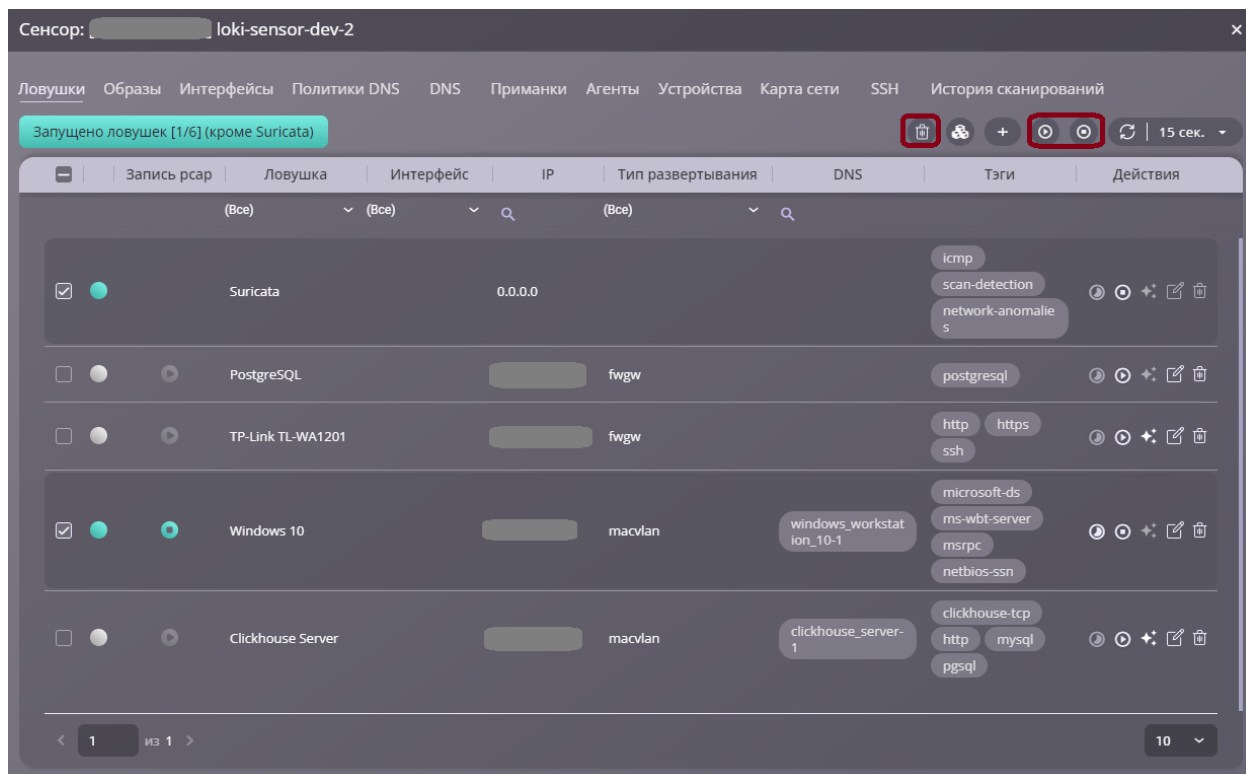 Сенсор: [ ] loki-sensor-dev-2
Ловушки Образы Интерфейсы Политики DNS DNS Приманки Агенты Устройства Карта сети SSH История сканирований
Запущено ловушек [1/6] (кроме Suricata) 15 сек.
Запись pcap Ловушка Интерфейс IP Тип развертывания DNS Тэги Действия
(Все) (Все) (Все)
Suricata 0.0.0.0
icmp
scan-detection
network-anomalie
s
PostgreSQL fwgw postgresql
TP-Link TL-WA1201 fwgw
http https
ssh
Windows 10 macvlan
windows_workstat
ion_10-1
microsoft-ds
ms-wbt-server
msrpc
netbios-ssn
Clickhouse Server macvlan
clickhouse_server-
1
clickhouse-tcp
http mysql
pgsql
1 из 1 10